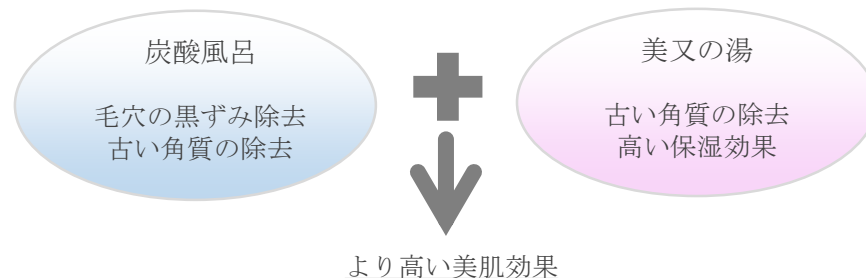 炭酸風呂
毛穴の黒ずみ除去
古い角質の除去
美又の湯
古い角質の除去
高い保湿効果
より高い美肌効果